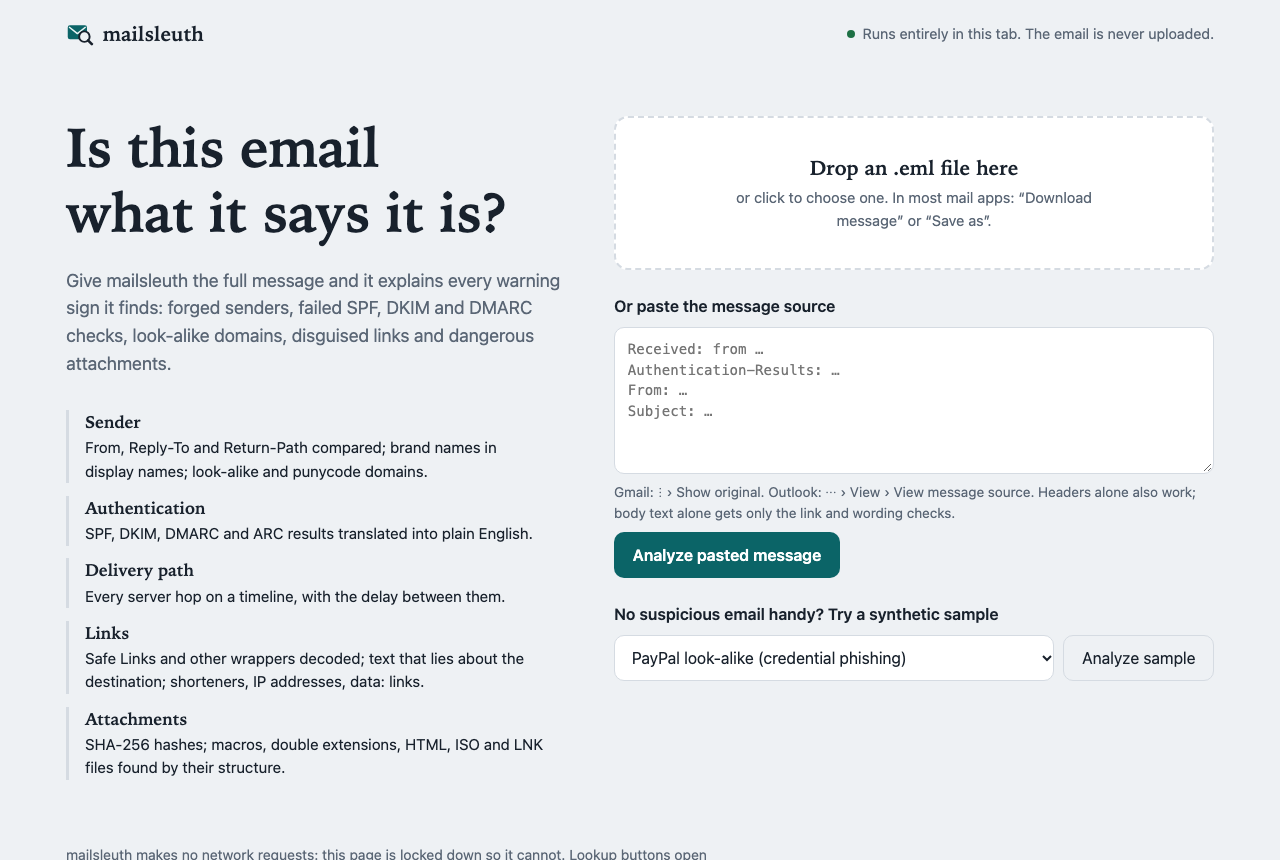 mailsleuth
Runs entirely in this tab. The email is never uploaded.
Is this email
what it says it is?
Give mailsleuth the full message and it explains every warning
sign it finds: forged senders, failed SPF, DKIM and DMARC
checks, look-alike domains, disguised links and dangerous
attachments.
Sender
From, Reply-To and Return-Path compared; brand names in
display names; look-alike and punycode domains.
Authentication
SPF, DKIM, DMARC and ARC results translated into plain English.
Delivery path
Every server hop on a timeline, with the delay between them.
Links
Safe Links and other wrappers decoded; text that lies about the
destination; shorteners, IP addresses, data: links.
Attachments
SHA-256 hashes; macros, double extensions, HTML, ISO and LNK
files found by their structure.
Drop an .eml file here
or click to choose one. In most mail apps: “Download
message” or “Save as”.
Or paste the message source
Received: from …
Authentication-Results: …
From: …
Subject: …
Gmail: ⋮ › Show original. Outlook: ⋯ › View › View message source. Headers alone also work;
body text alone gets only the link and wording checks.
Analyze pasted message
No suspicious email handy? Try a synthetic sample
PayPal look-alike (credential phishing)
Analyze sample
mailsleuth makes no network requests: this page is locked down so it cannot. Lookup buttons open